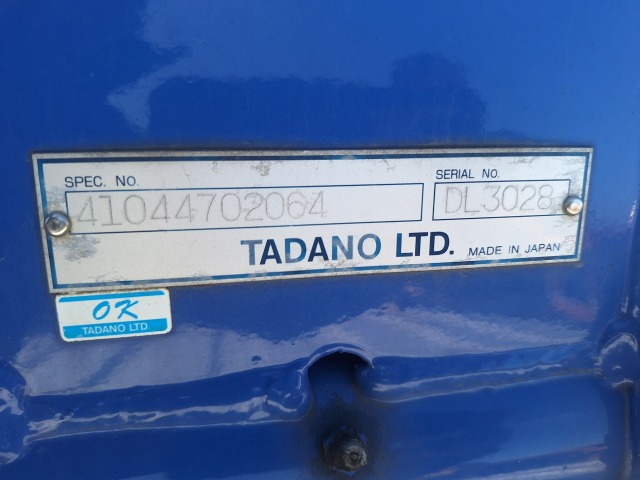 SPEC. NO.
41044702064
SERIAL NO.
DL3028
TADANO LTD. MADE IN JAPAN
OK
TADANO LTD.